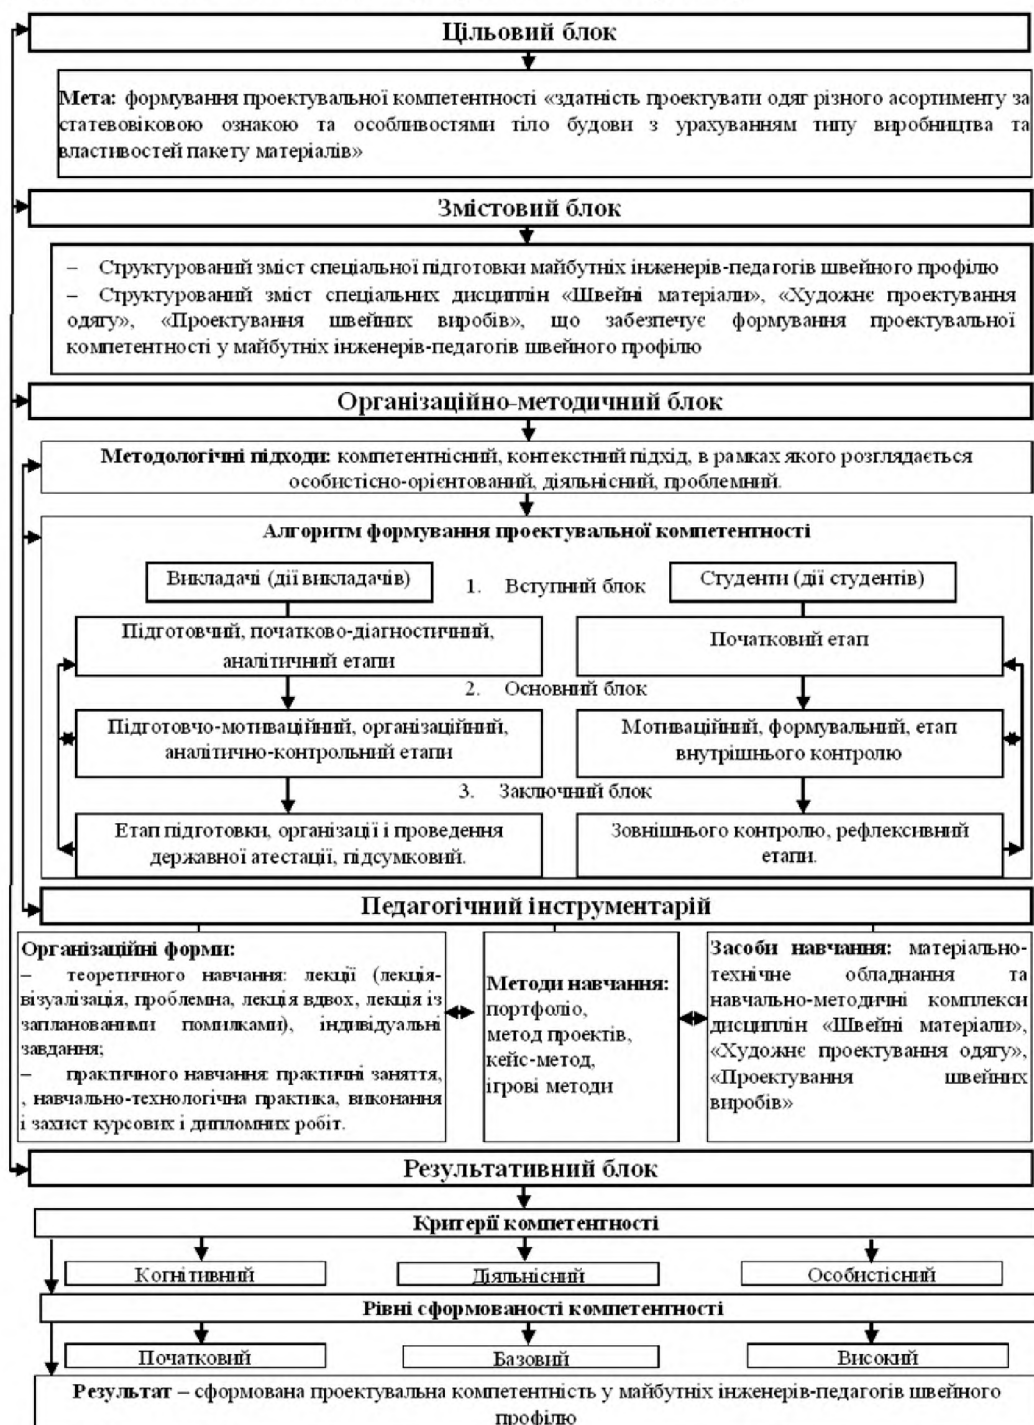 Цільовий блок
Мета: формування проектувальної компетентності «здатність проектувати одяг різного асортименту за
статевовіковою ознакою та особливостями тіло будови з урахуванням типу виробництва та
властивостей пакету матеріалів»
Змістовий блок
– Структурований зміст спеціальної підготовки майбутніх інженерів-педагогів швейного профілю
– Структурований зміст спеціальних дисциплін «Швейні матеріали», «Художнє проектування
одягу», «Проектування швейних виробів», що забезпечує формування проектувальної
компетентності у майбутніх інженерів-педагогів швейного профілю
Організаційно-методичний блок
Методологічні підходи: компетентнісний, контекстний підхід, в рамках якого розглядається
особистісно-орієнтований, діяльнісний, проблемний.
Алгоритм формування проектувальної компетентності
Викладачі (дії викладачів)
1. Вступний блок
Студенти (дії студентів)
Підготовчий, початково-діагностичний,
аналітичний етапи
Початковий етап
2. Основний блок
Підготовчо-мотиваційний, організаційний,
аналітично-контрольний етапи
Мотиваційний, формувальний, етап
внутрішнього контролю
3. Заключний блок
Етап підготовки, організації і проведення
державної атестації, підсумковий.
Зовнішнього контролю, рефлексивний
етапи.
Педагогічний інструментарій
Організаційні форми:
– теоретичного навчання: лекції (лекція-
візуалізація, проблемна, лекція вдвох, лекція із
запланованими помилками), індивідуальні
завдання;
– практичного навчання: практичні заняття,
, навчально-технологічна практика, виконання
і захист курсових і дипломних робіт.
Методи навчання:
портфоліо,
метод проектів,
кейс-метод,
ігрові методи
Засоби навчання: матеріально-
технічне обладнання та
навчально-методичні комплекси
дисциплін «Швейні матеріали»,
«Художнє проектування одягу»,
«Проектування швейних
виробів»
Результативний блок
Критерії компетентності
Когнітивний
Діяльнісний
Особистісний
Рівні сформованості компетентності
Початковий
Базовий
Високий
Результат – сформована проектувальна компетентність у майбутніх інженерів-педагогів швейного
профілю